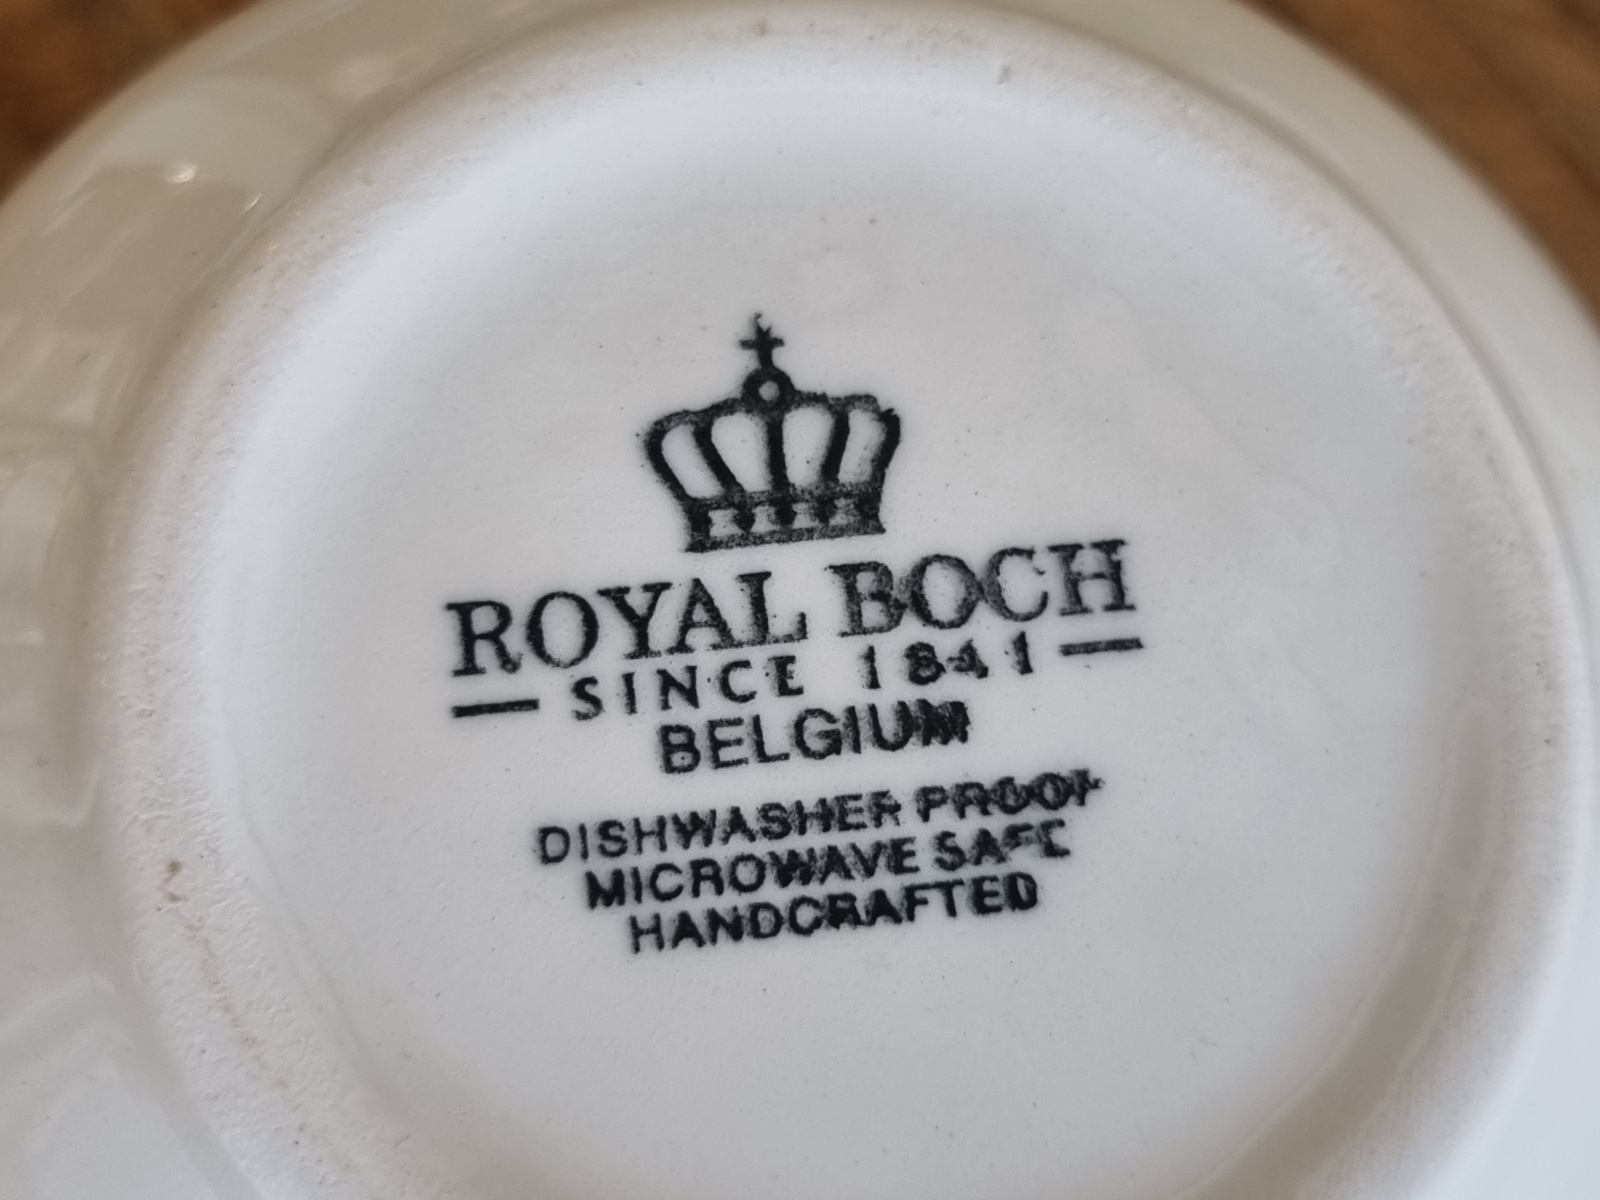 ROYAL BOCH
SINCE 1841
BELGIUM
DISHWASHER PROOF
MICROWAVE SAFE
HANDCRAFTED